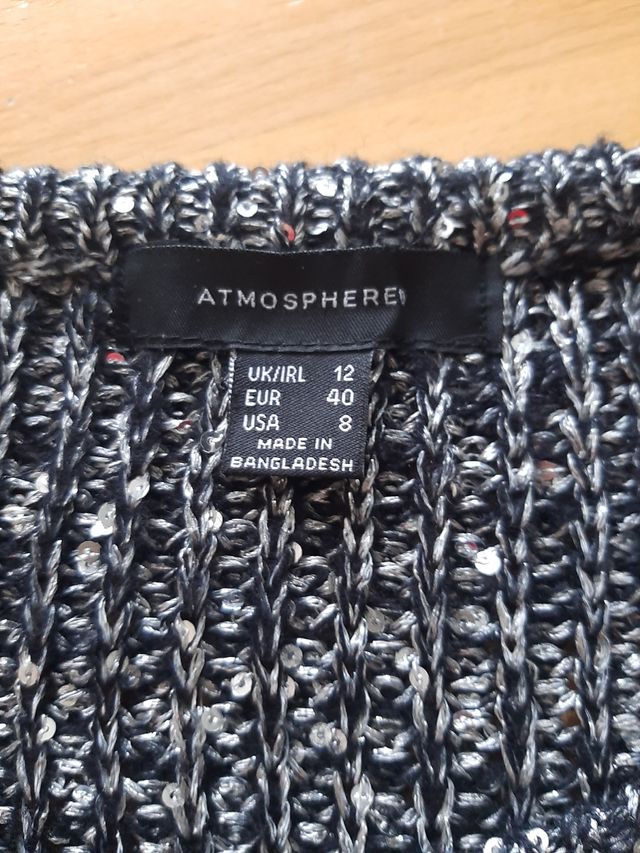 ATMOSPHERE
UK/IRL 12
EUR 40
USA 8
MADE IN
BANGLADESH